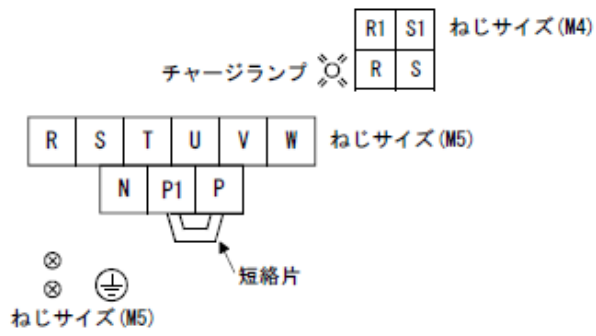 R1 S1 ねじサイズ(M4)
チャージランプ R S
R S T U V W ねじサイズ(M5)
N P1 P
短絡片
ねじサイズ(M5)